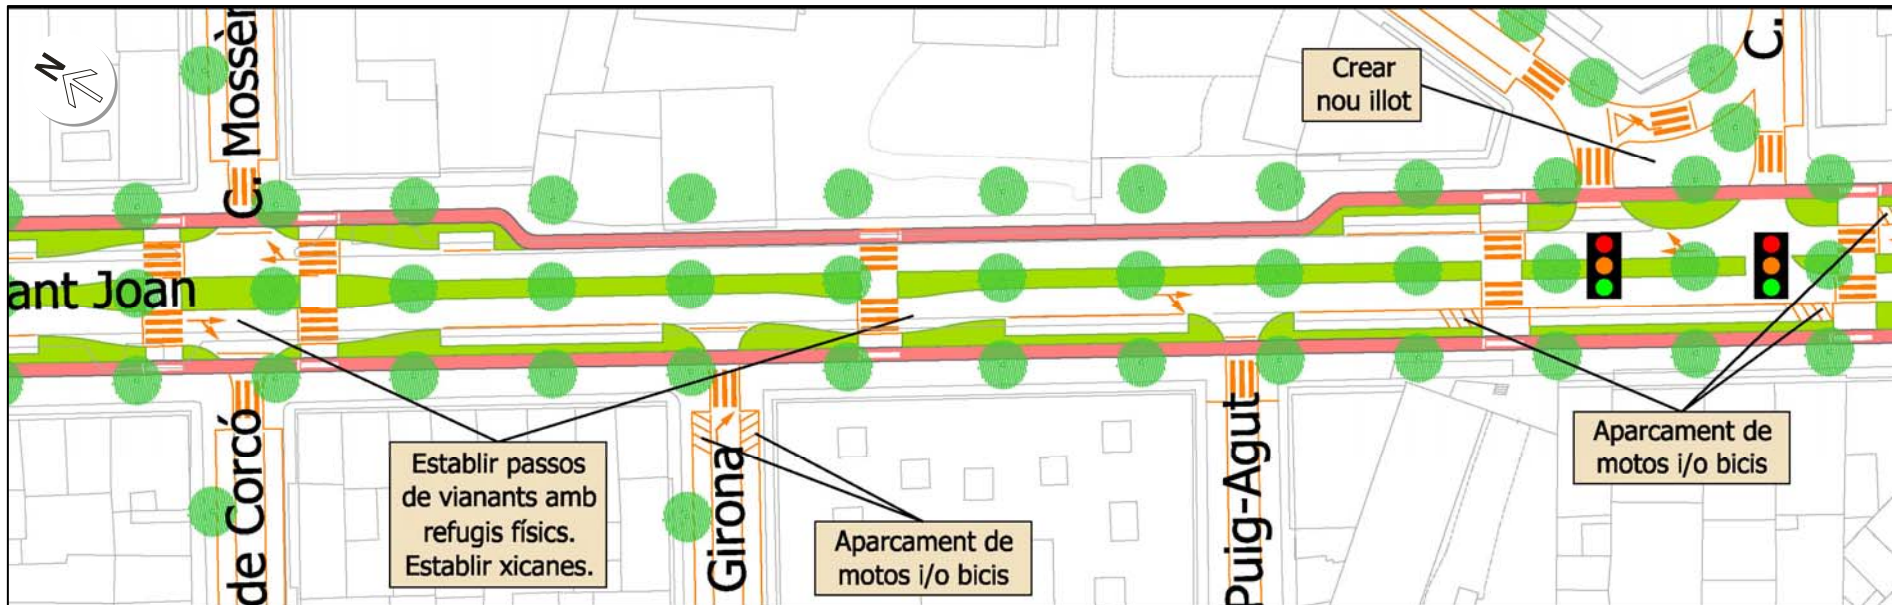 N
C. Mossèn
C.
Crear
nou illot
ant Joan
Establir passos
de vianants amb
refugis físics.
Establir xicanes.
de Corcó
Girona
Aparcament de
motos i/o bicis
Puig-Agut
Aparcament de
motos i/o bicis